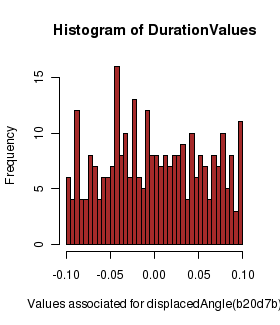 Histogram of DurationValues
Frequency
15
10
5
0
-0.10 -0.05 0.00 0.05 0.10
Values associated for displacedAngle(b20d7b)